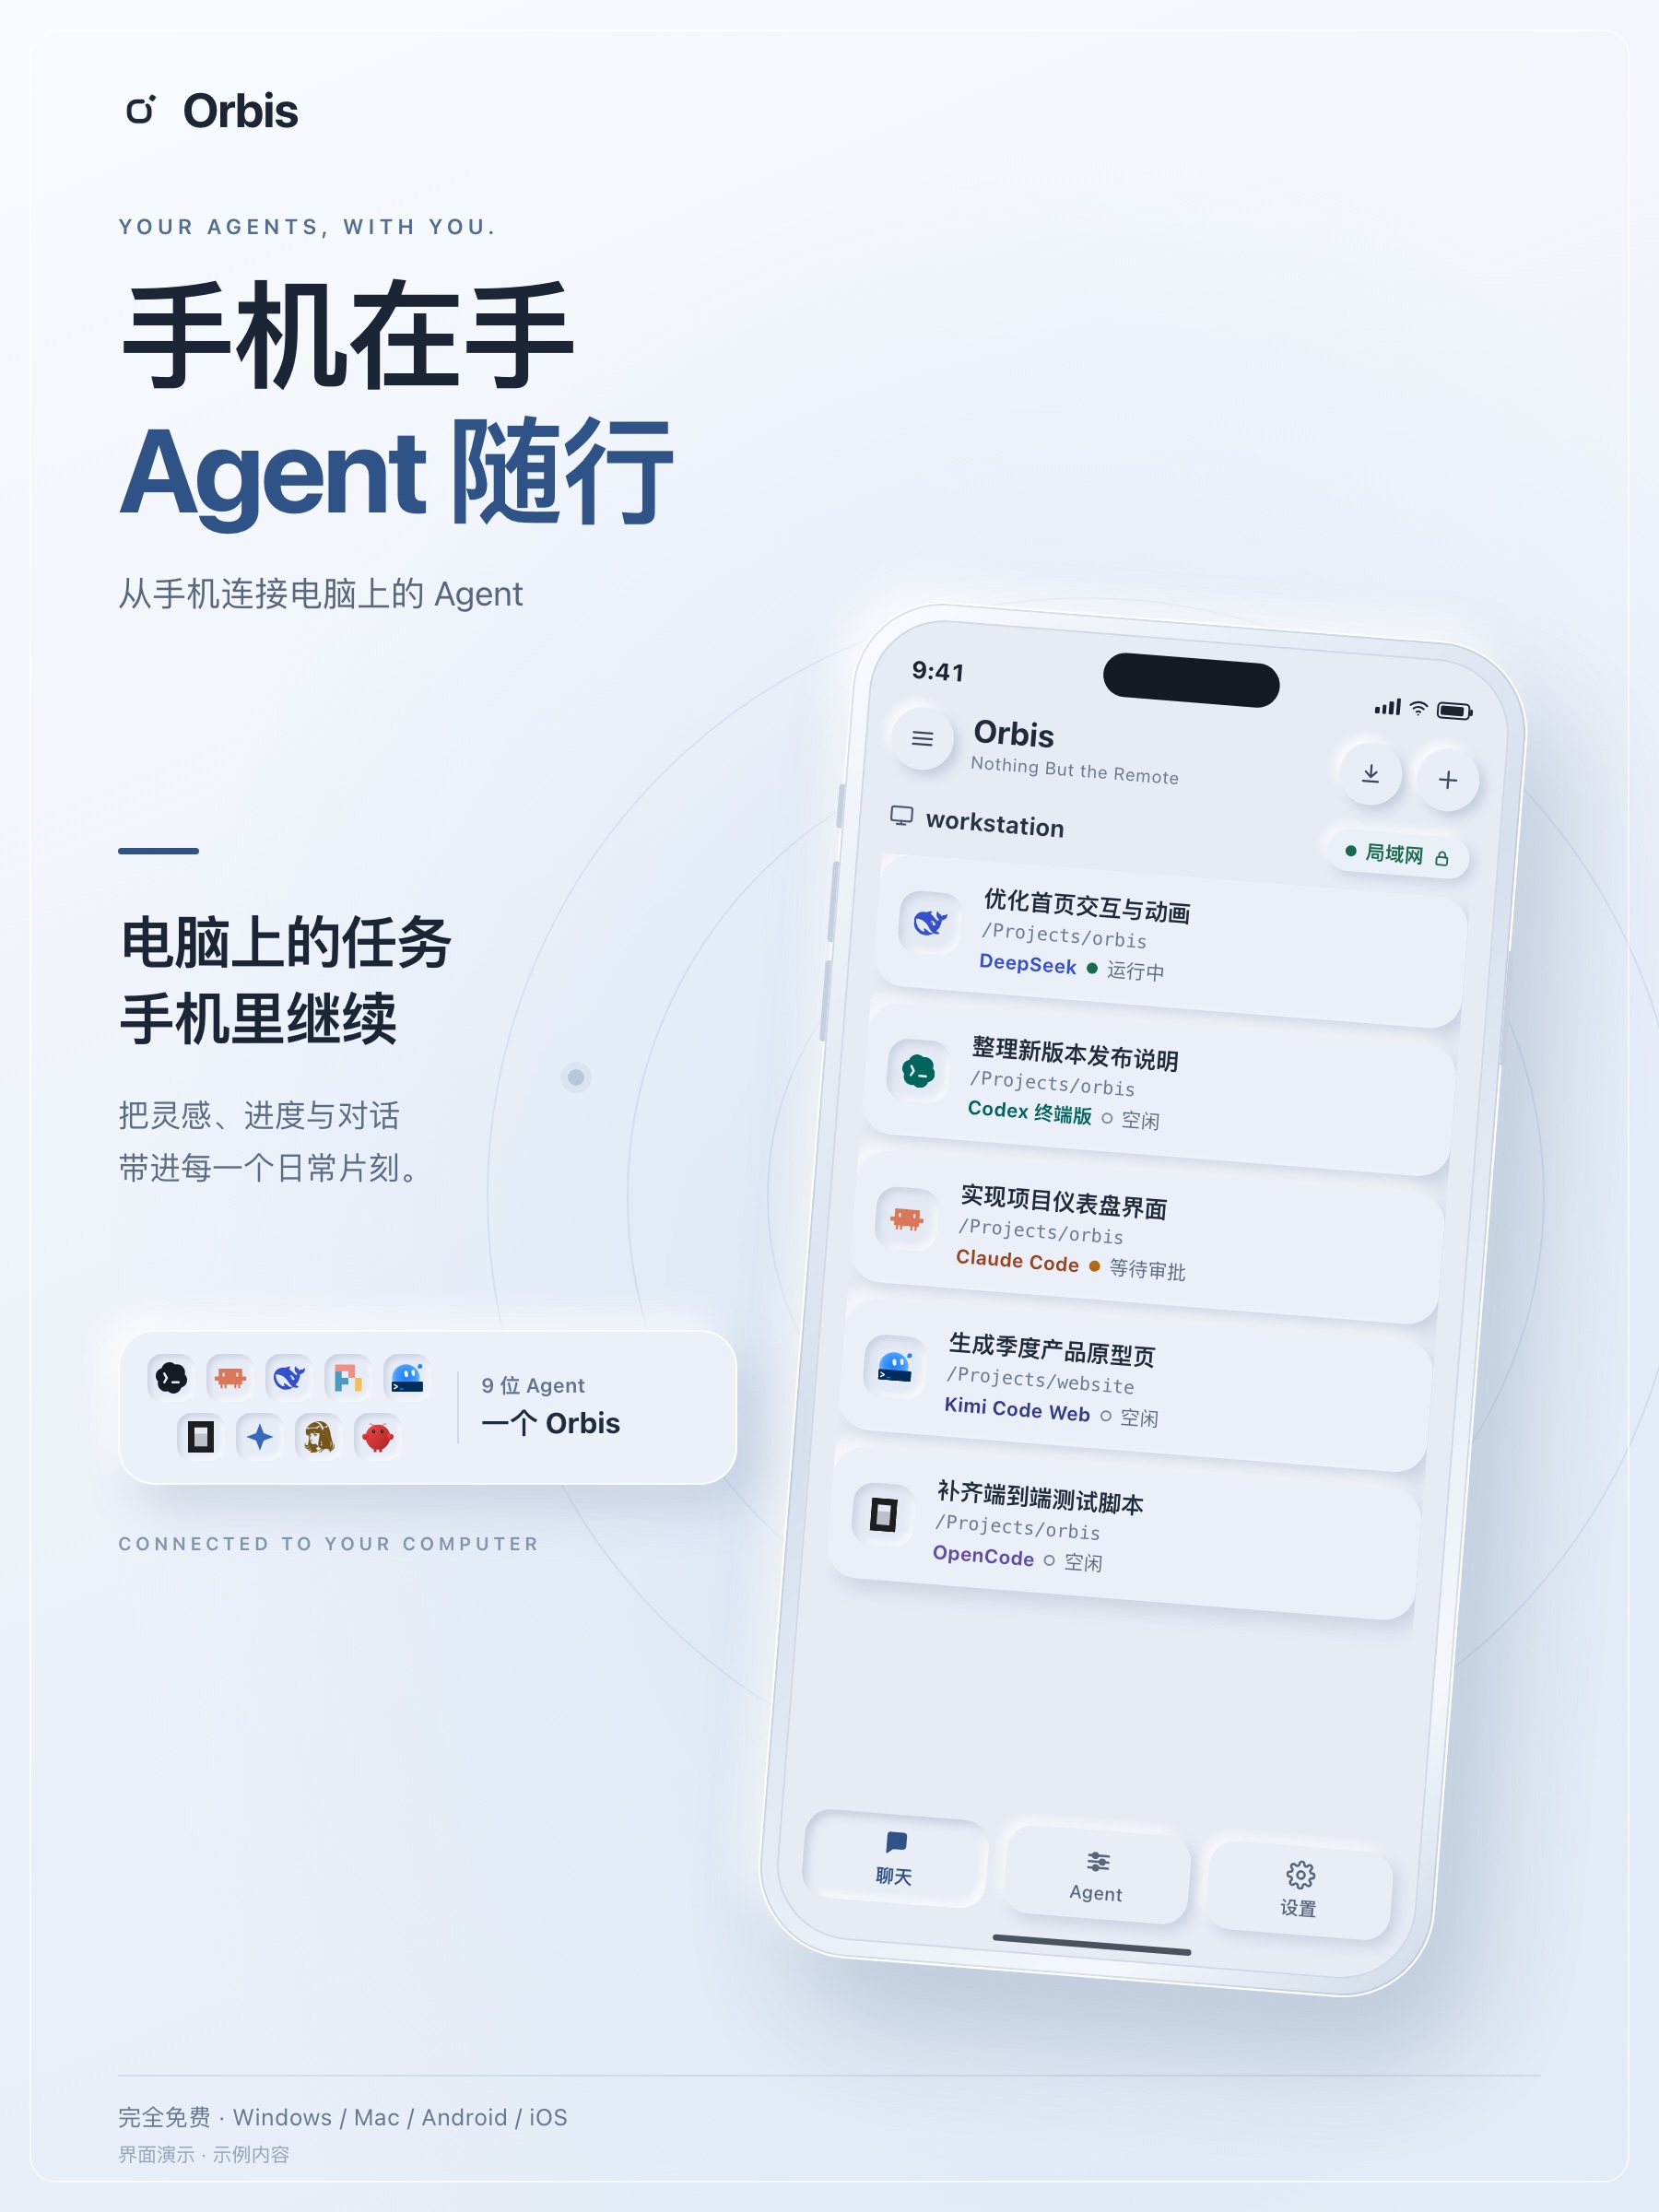 Orbis
YOUR AGENTS, WITH YOU.
手机在手
Agent 随行
从手机连接电脑上的 Agent
电脑上的任务
手机里继续
把灵感、进度与对话
带进每一个日常片刻。
9 位 Agent
一个 Orbis
CONNECTED TO YOUR COMPUTER
9:41
Orbis
Nothing But the Remote
workstation
局域网
优化首页交互与动画
/Projects/orbis
DeepSeek 运行中
整理新版本发布说明
/Projects/orbis
Codex 终端版 空闲
实现项目仪表盘界面
/Projects/orbis
Claude Code 等待审批
生成季度产品原型页
/Projects/website
Kimi Code Web 空闲
补齐端到端测试脚本
/Projects/orbis
OpenCode 空闲
聊天
Agent
设置
完全免费 · Windows / Mac / Android / iOS
界面演示 · 示例内容